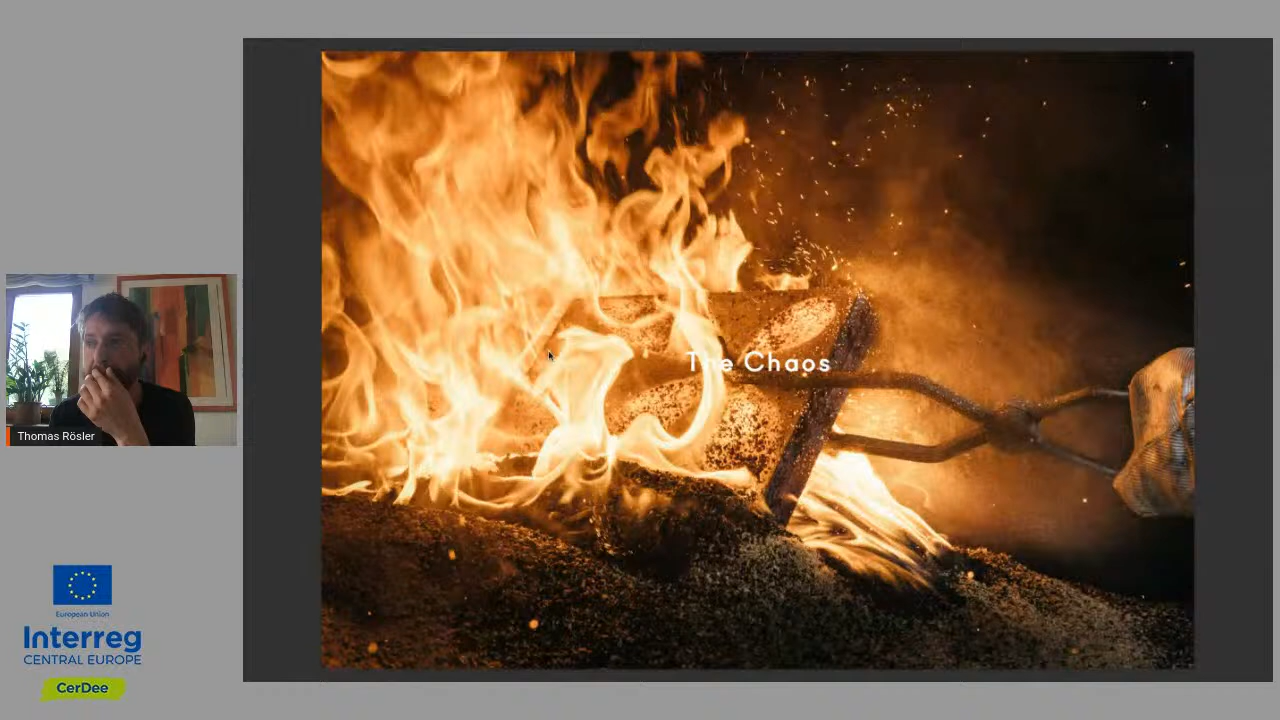 The Chaos
Thomas Rösler
European Union
Interreg
CENTRAL EUROPE
CerDee